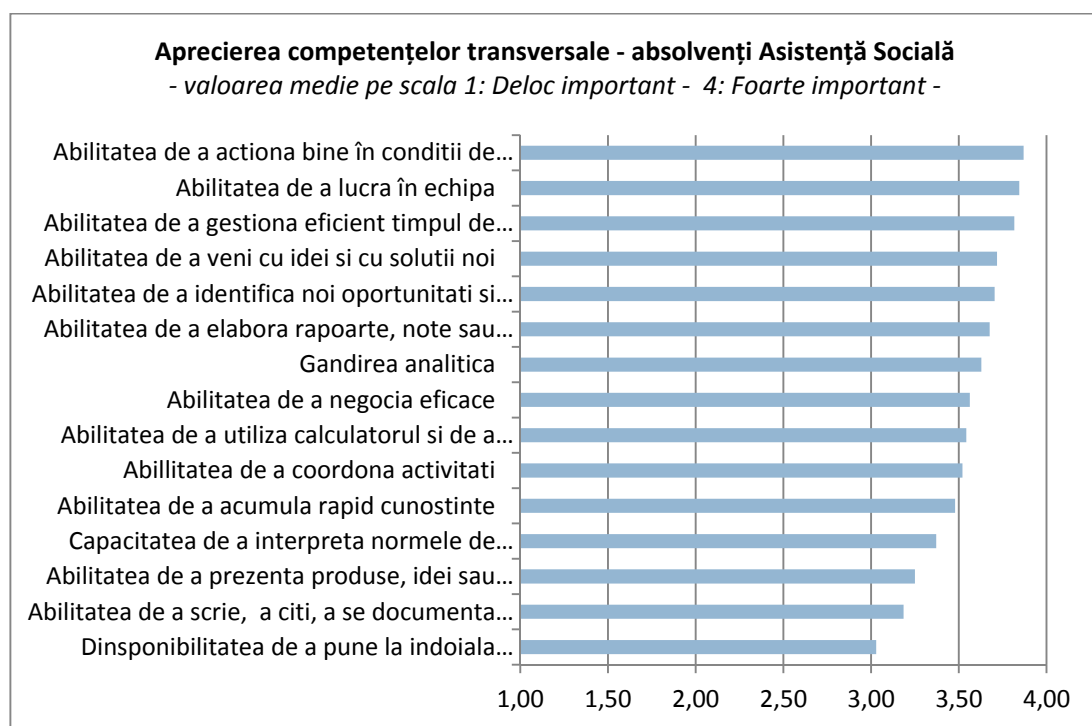 Aprecierea competențelor transversale - absolvenți Asistență Socială
- valoarea medie pe scala 1: Deloc important -  4: Foarte important -
Abilitatea de a actiona bine în conditii de…
Abilitatea de a lucra în echipa
Abilitatea de a gestiona eficient timpul de…
Abilitatea de a veni cu idei si cu solutii noi
Abilitatea de a identifica noi oportunitati si…
Abilitatea de a elabora rapoarte, note sau…
Gandirea analitica
Abilitatea de a negocia eficace
Abilitatea de a utiliza calculatorul si de a…
Abillitatea de a coordona activitati
Abilitatea de a acumula rapid cunostinte
Capacitatea de a interpreta normele de…
Abilitatea de a prezenta produse, idei sau…
Abilitatea de a scrie,  a citi, a se documenta…
Dinsponibilitatea de a pune la indoiala…
1,00 1,50 2,00 2,50 3,00 3,50 4,00